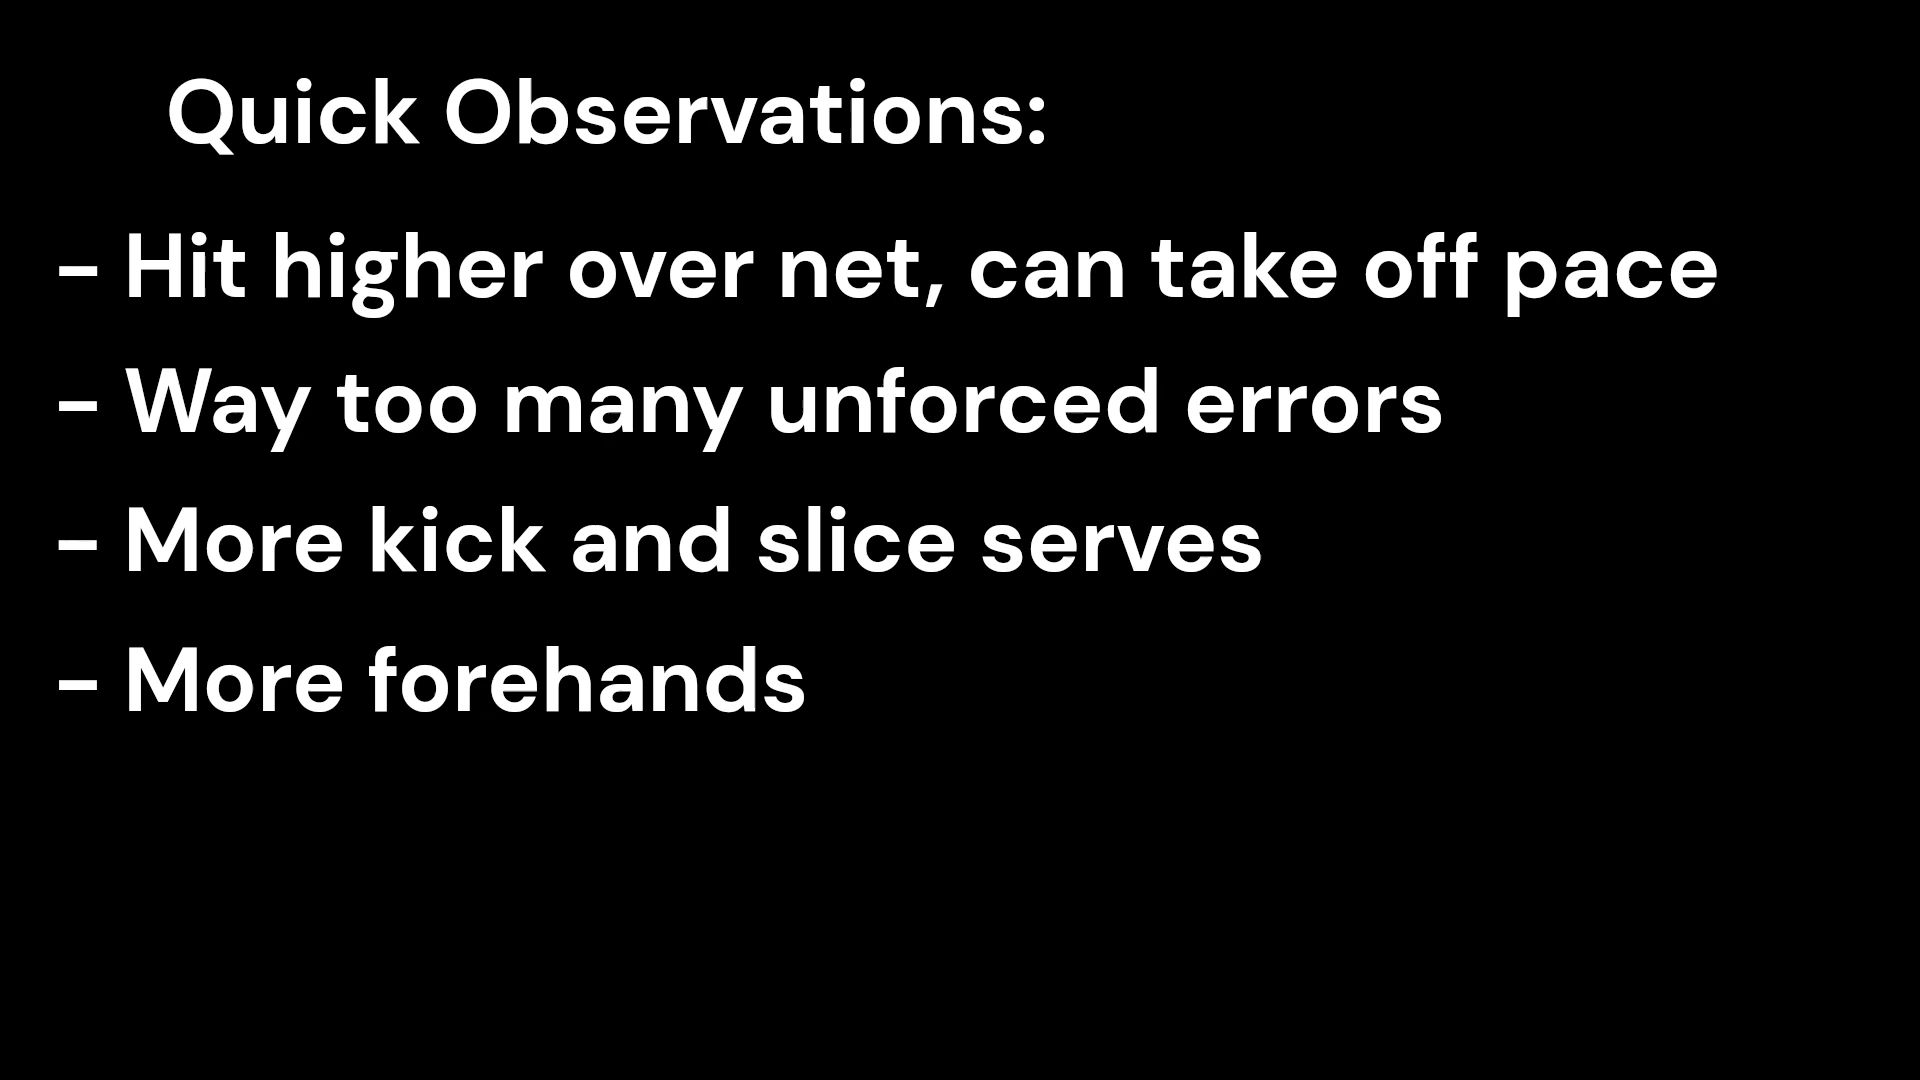 Quick Observations:
- Hit higher over net, can take off pace
- Way too many unforced errors
- More kick and slice serves
- More forehands